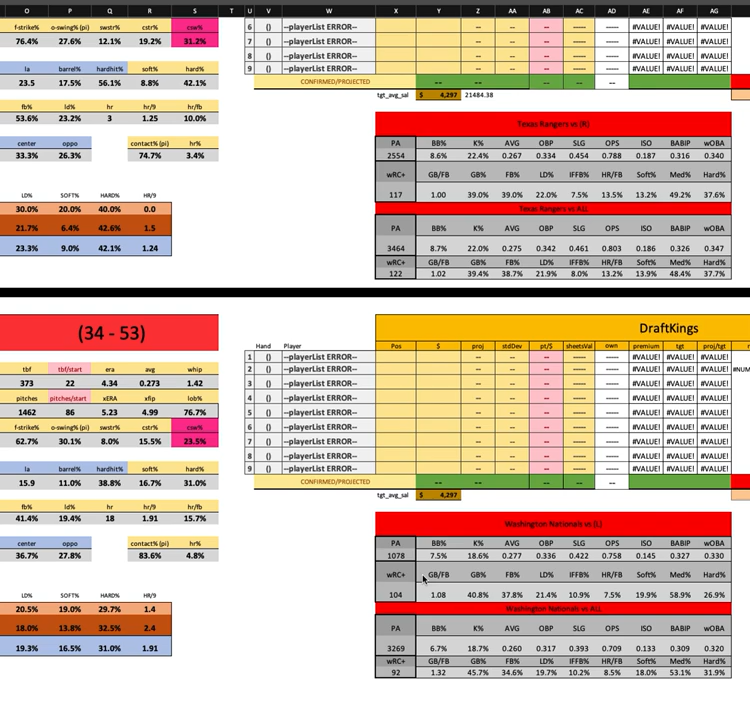 O P Q R S T U V W X Y Z AA AB AC AD AE AF AG
f-strike% o-swing% (pi) swstr% cstr% csw% 6 () --playerList ERROR-- -- -- -- ----- ----- #VALUE! #VALUE! #VALUE!
76.4% 27.6% 12.1% 19.2% 31.2% 7 () --playerList ERROR-- -- -- -- ----- ----- #VALUE! #VALUE! #VALUE!
8 () --playerList ERROR-- -- -- -- ----- ----- #VALUE! #VALUE! #VALUE!
la barrel% hardhit% soft% hard% 9 () --playerList ERROR-- -- -- -- ----- ----- #VALUE! #VALUE! #VALUE!
23.5 17.5% 56.1% 8.8% 42.1% CONFIRMED/PROJECTED -- -- -- ----- -----
tgt_avg_sal $ 4,297 21484.38
fb% ld% hr hr/9 hr/fb
53.6% 23.2% 3 1.25 10.0% Texas Rangers vs (R)
center oppo contact% (pi) hr% PA BB% K% AVG OBP SLG OPS ISO BABIP wOBA
33.3% 26.3% 74.7% 3.4% 2554 8.6% 22.4% 0.267 0.334 0.454 0.788 0.187 0.316 0.340
wRC+ GB/FB GB% FB% LD% IFFB% HR/FB Soft% Med% Hard%
LD% SOFT% HARD% HR/9 117 1.00 39.0% 39.0% 22.0% 7.5% 13.5% 13.2% 49.2% 37.6%
30.0% 20.0% 40.0% 0.0 Texas Rangers vs ALL
21.7% 6.4% 42.6% 1.5 PA BB% K% AVG OBP SLG OPS ISO BABIP wOBA
23.3% 9.0% 42.1% 1.24 3464 8.7% 22.0% 0.275 0.342 0.461 0.803 0.186 0.326 0.347
wRC+ GB/FB GB% FB% LD% IFFB% HR/FB Soft% Med% Hard%
122 1.02 39.4% 38.7% 21.9% 8.0% 13.2% 13.9% 48.4% 37.7%
(34 - 53) DraftKings
Hand Player Pos $ proj stdDev pt/$ sheetsVal own premium tgt proj/tgt
tbf tbf/start era avg whip 1 () --playerList ERROR-- -- -- -- ----- ----- #VALUE! #VALUE! #VALUE!
373 22 4.34 0.273 1.42 2 () --playerList ERROR-- -- -- -- ----- ----- #VALUE! #VALUE! #VALUE! #NUM
pitches pitches/start xERA xfip lob% 3 () --playerList ERROR-- -- -- -- ----- ----- #VALUE! #VALUE! #VALUE!
1462 86 5.23 4.99 76.7% 4 () --playerList ERROR-- -- -- -- ----- ----- #VALUE! #VALUE! #VALUE!
f-strike% o-swing% (pi) swstr% cstr% csw% 5 () --playerList ERROR-- -- -- -- ----- ----- #VALUE! #VALUE! #VALUE!
62.7% 30.1% 8.0% 15.5% 23.5% 6 () --playerList ERROR-- -- -- -- ----- ----- #VALUE! #VALUE! #VALUE!
7 () --playerList ERROR-- -- -- -- ----- ----- #VALUE! #VALUE! #VALUE!
8 () --playerList ERROR-- -- -- -- ----- ----- #VALUE! #VALUE! #VALUE!
la barrel% hardhit% soft% hard% 9 () --playerList ERROR-- -- -- -- ----- ----- #VALUE! #VALUE! #VALUE!
15.9 11.0% 38.8% 16.7% 31.0% CONFIRMED/PROJECTED -- -- -- ----- -----
tgt_avg_sal $ 4,297
fb% ld% hr hr/9 hr/fb
41.4% 19.4% 18 1.91 15.7% Washington Nationals vs (L)
center oppo contact% (pi) hr% PA BB% K% AVG OBP SLG OPS ISO BABIP wOBA
36.7% 27.8% 83.6% 4.8% 1078 7.5% 18.6% 0.277 0.336 0.422 0.758 0.145 0.327 0.330
wRC+ GB/FB GB% FB% LD% IFFB% HR/FB Soft% Med% Hard%
LD% SOFT% HARD% HR/9 104 1.08 40.8% 37.8% 21.4% 10.9% 7.5% 19.9% 58.9% 26.9%
20.5% 19.0% 29.7% 1.4 Washington Nationals vs ALL
18.0% 13.8% 32.5% 2.4 PA BB% K% AVG OBP SLG OPS ISO BABIP wOBA
19.3% 16.5% 31.0% 1.91 3269 6.7% 18.7% 0.260 0.317 0.393 0.709 0.133 0.309 0.320
wRC+ GB/FB GB% FB% LD% IFFB% HR/FB Soft% Med% Hard%
92 1.32 45.7% 34.6% 19.7% 10.2% 8.5% 18.0% 53.1% 31.9%